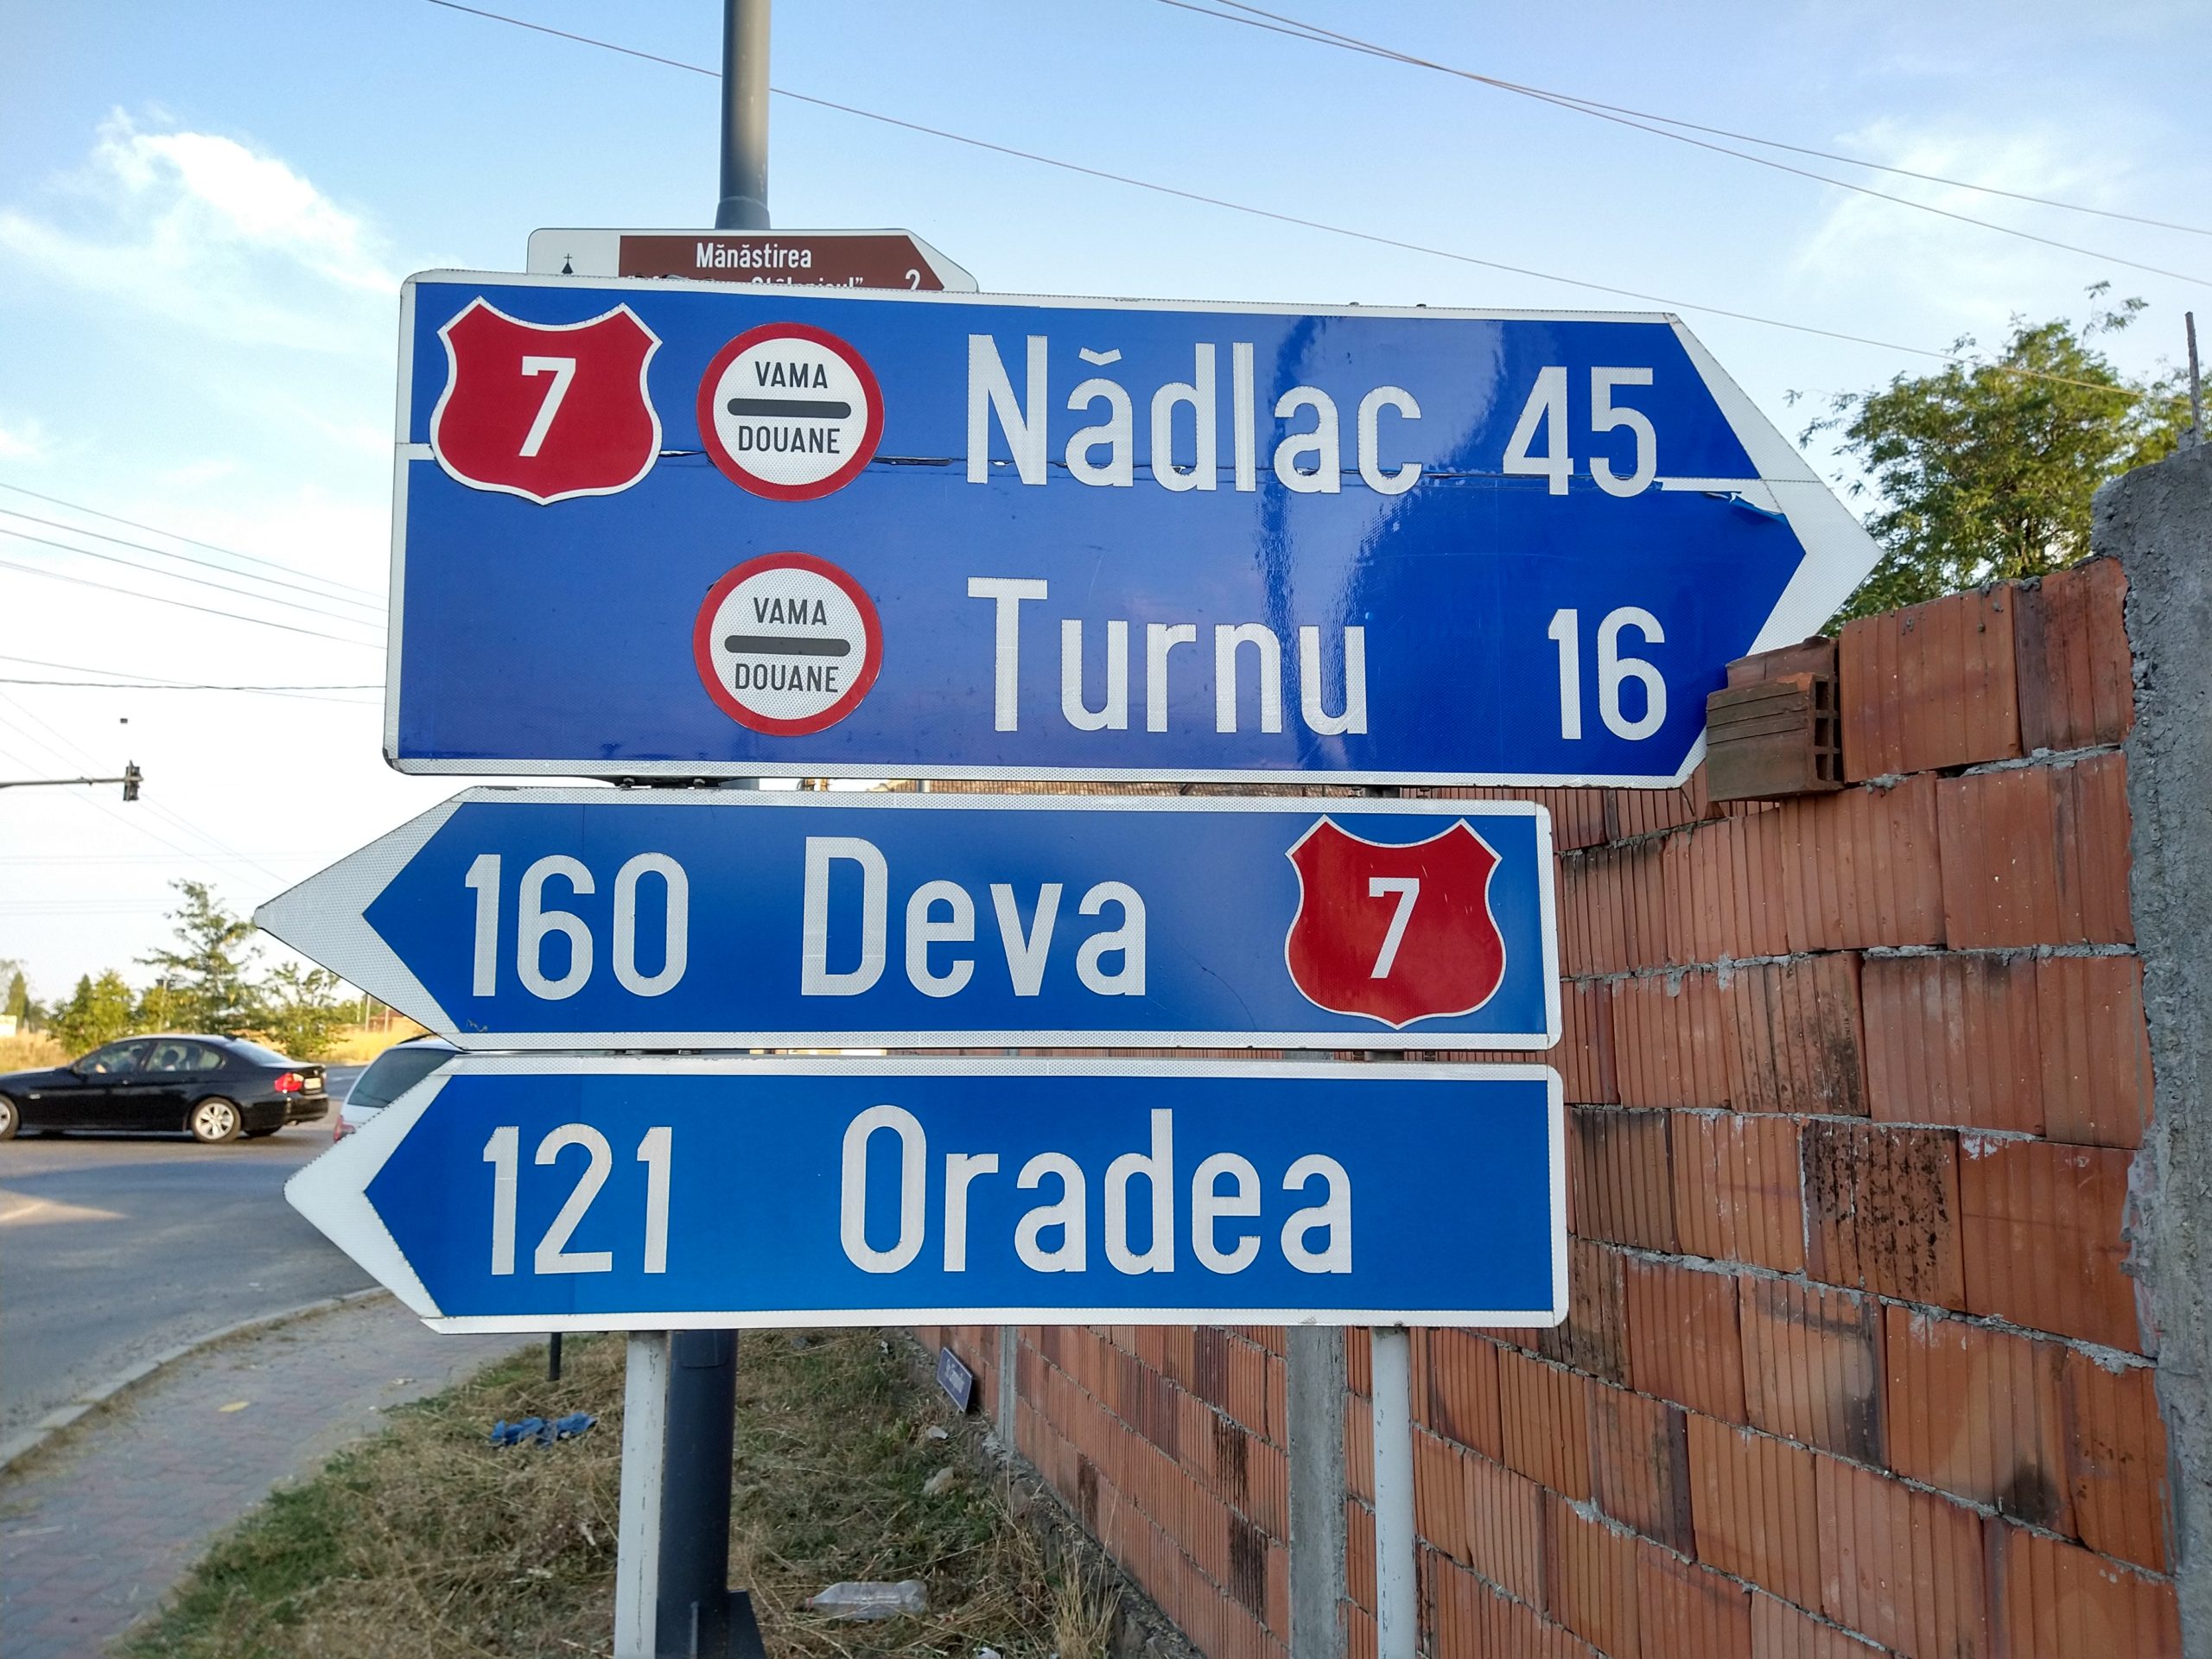 Mănăstirea
2
7 VAMA DOUANE Nădlac 45
VAMA DOUANE Turnu 16
160 Deva 7
121 Oradea